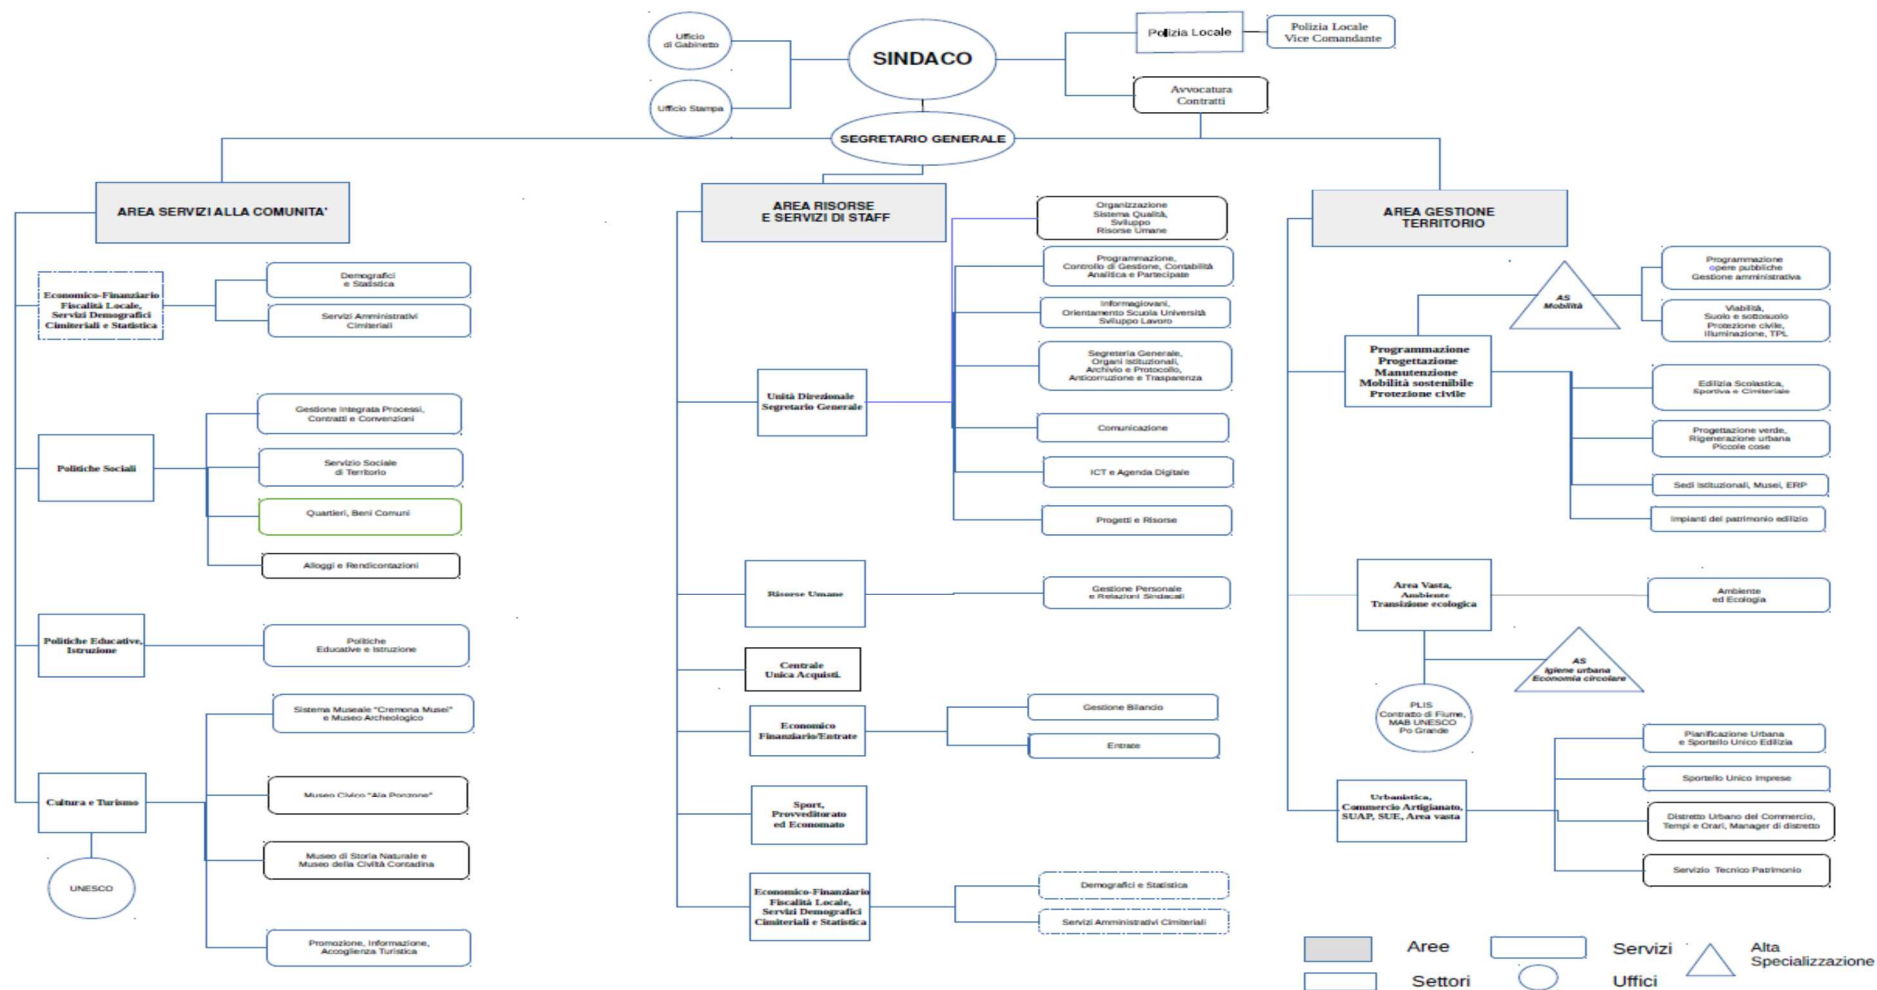 Ufficio
di Gabinetto
Ufficio Stampa
SINDACO
Polizia Locale
Polizia Locale
Vice Comandante
Avvocatura
Contratti
SEGRETARIO GENERALE
AREA SERVIZI ALLA COMUNITA'
Economico-Finanziario
Fiscalità Locale,
Servizi Demografici
Cimiteriali e Statistica
Demografici
e Statistica
Servizi Amministrativi
Cimiteriali
Politiche Sociali
Gestione Integrata Processi,
Contratti e Convenzioni
Servizio Sociale
di Territorio
Quartieri, Beni Comuni
Alloggi e Rendicontazioni
Politiche Educative,
Istruzione
Politiche
Educative e Istruzione
Cultura e Turismo
UNESCO
Sistema Museale "Cremona Musei"
e Museo Archeologico
Museo Civico "Ala Ponzone"
Museo di Storia Naturale e
Museo della Civiltà Contadina
Promozione, Informazione,
Accoglienza Turistica
AREA RISORSE
E SERVIZI DI STAFF
Unità Direzionale
Segretario Generale
Organizzazione
Sistema Qualità,
Sviluppo
Risorse Umane
Programmazione,
Controllo di Gestione, Contabilità
Analitica e Partecipate
Informagiovani,
Orientamento Scuola Università
Sviluppo Lavoro
Segreteria Generale,
Organi Istituzionali,
Archivio e Protocollo,
Anticorruzione e Trasparenza
Comunicazione
ICT e Agenda Digitale
Progetti e Risorse
Risorse Umane
Gestione Personale
e Relazioni Sindacali
Centrale
Unica Acquisti.
Economico
Finanziario/Entrate
Gestione Bilancio
Entrate
Sport,
Provveditorato
ed Economato
Economico-Finanziario
Fiscalità Locale,
Servizi Demografici
Cimiteriali e Statistica
Demografici e Statistica
Servizi Amministrativi Cimiteriali
AREA GESTIONE
TERRITORIO
Programmazione
Progettazione
Manutenzione
Mobilità sostenibile
Protezione civile
AS
Mobilità
Programmazione
opere pubbliche
Gestione amministrativa
Viabilità,
Suolo e sottosuolo
Protezione civile,
Illuminazione, TPL
Edilizia Scolastica,
Sportiva e Cimiteriale
Progettazione verde,
Rigenerazione urbana
Piccole cose
Sedi Istituzionali, Musei, ERP
Impianti del patrimonio edilizio
Area Vasta,
Ambiente
Transizione ecologica
Ambiente
ed Ecologia
AS
Igiene urbana
Economia circolare
PLIS
Contratto di Fiume,
MAB UNESCO
Po Grande
Urbanistica,
Commercio Artigianato,
SUAP, SUE, Area vasta
Pianificazione Urbana
e Sportello Unico Edilizia
Sportello Unico Imprese
Distretto Urbano del Commercio,
Tempi e Orari, Manager di distretto
Servizio Tecnico Patrimonio
Aree
Servizi
Alta
Specializzazione
Settori
Uffici